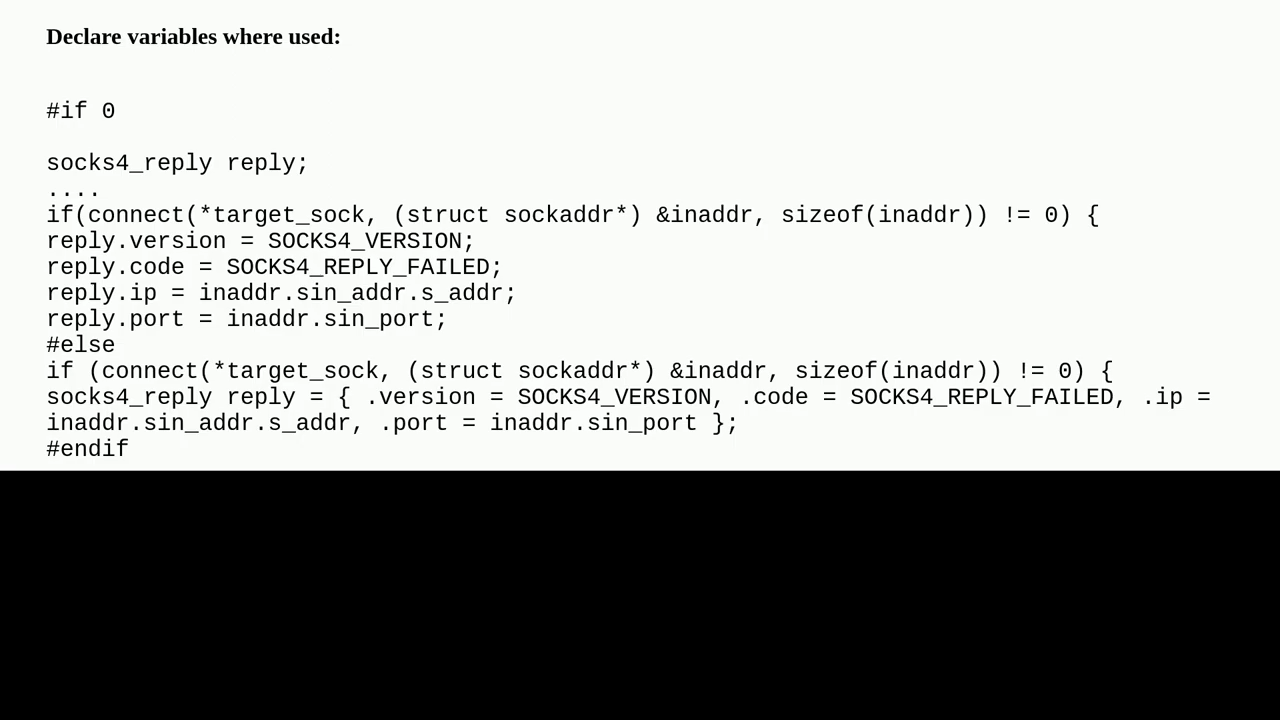 Declare variables where used:
#if 0
socks4_reply reply;
....
if(connect(*target_sock, (struct sockaddr*) &inaddr, sizeof(inaddr)) != 0) {
reply.version = SOCKS4_VERSION;
reply.code = SOCKS4_REPLY_FAILED;
reply.ip = inaddr.sin_addr.s_addr;
reply.port = inaddr.sin_port;
#else
if (connect(*target_sock, (struct sockaddr*) &inaddr, sizeof(inaddr)) != 0) {
socks4_reply reply = { .version = SOCKS4_VERSION, .code = SOCKS4_REPLY_FAILED, .ip =
inaddr.sin_addr.s_addr, .port = inaddr.sin_port };
#endif